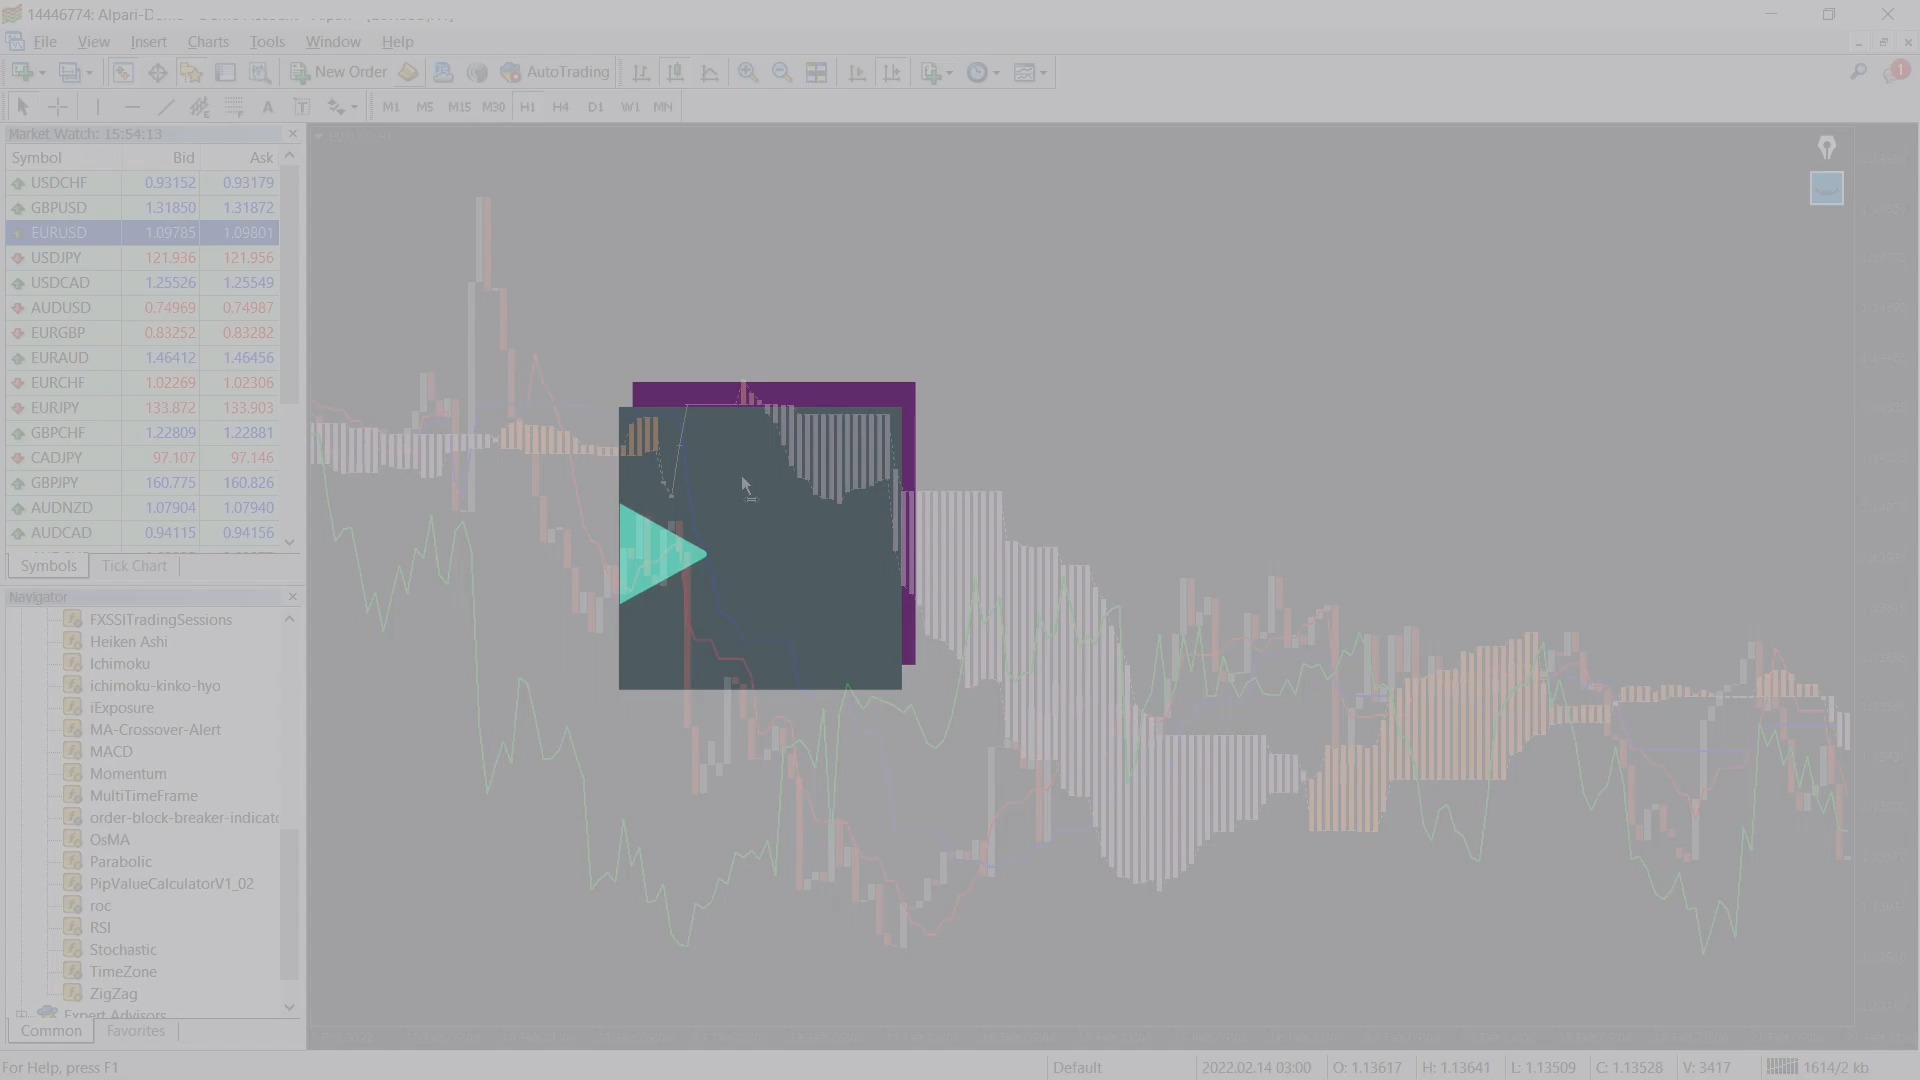 14446774: Alpari-D
File View Insert Charts Tools Window Help
New Order AutoTrading
M1 M5 M15 M30 H1 H4 D1 W1 MN
Market Watch: 15:54:13
Symbol Bid Ask
USDCHF 0.93152 0.93179
GBPUSD 1.31850 1.31872
EURUSD 1.09785 1.09801
USDJPY 121.936 121.956
USDCAD 1.25526 1.25549
AUDUSD 0.74969 0.74987
EURGBP 0.83252 0.83282
EURAUD 1.46412 1.46456
EURCHF 1.02269 1.02306
EURJPY 133.872 133.903
GBPCHF 1.22809 1.22881
CADJPY 97.107 97.146
GBPJPY 160.775 160.826
AUDNZD 1.07904 1.07940
AUDCAD 0.94115 0.94156
Symbols Tick Chart
Navigator
FXSSITradingSessions
Heiken Ashi
Ichimoku
ichimoku-kinko-hyo
iExposure
MA-Crossover-Alert
MACD
Momentum
MultiTimeFrame
order-block-breaker-indicato
OsMA
Parabolic
PipValueCalculatorV1_02
roc
RSI
Stochastic
TimeZone
ZigZag
Expert Advisors
Common Favorites
For Help, press F1 Default 2022.02.14 03:00 O: 1.13617 H: 1.13641 L: 1.13509 C: 1.13528 V: 3417 1614/2 kb